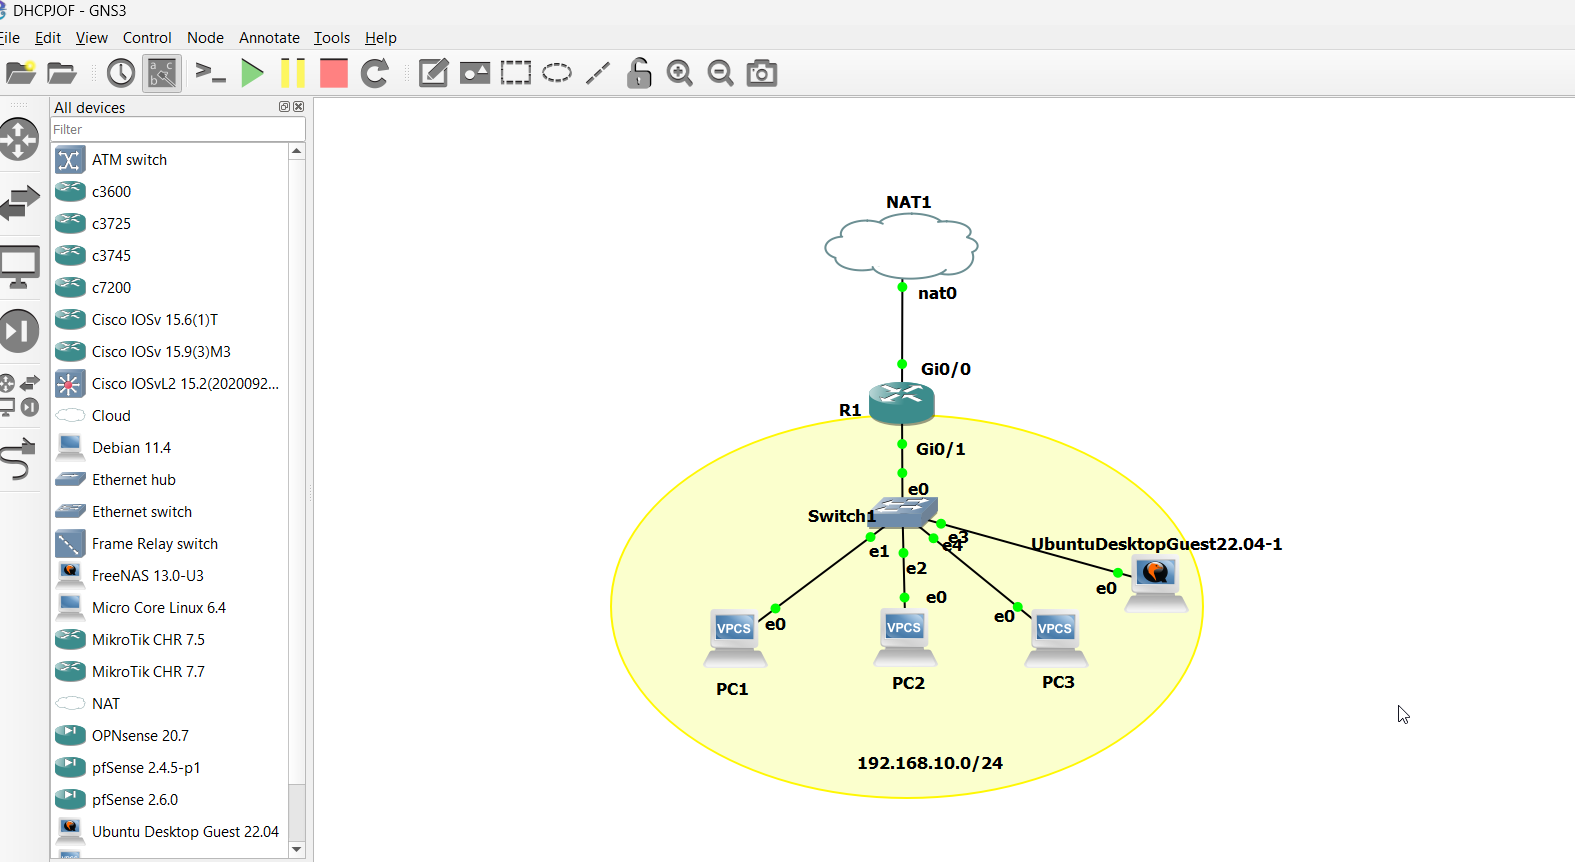 DHCPJOF - GNS3
File Edit View Control Node Annotate Tools Help
All devices
Filter
ATM switch
c3600
c3725
c3745
c7200
Cisco IOSv 15.6(1)T
Cisco IOSv 15.9(3)M3
Cisco IOSvL2 15.2(2020092...
Cloud
Debian 11.4
Ethernet hub
Ethernet switch
Frame Relay switch
FreeNAS 13.0-U3
Micro Core Linux 6.4
MikroTik CHR 7.5
MikroTik CHR 7.7
NAT
OPNsense 20.7
pfSense 2.4.5-p1
pfSense 2.6.0
Ubuntu Desktop Guest 22.04
NAT1
nat0
Gi0/0
R1
Gi0/1
e0
Switch1
e3
e4
e1
e2
UbuntuDesktopGuest22.04-1
e0
e0
e0
e0
VPCS
VPCS
VPCS
PC1
PC2
PC3
192.168.10.0/24